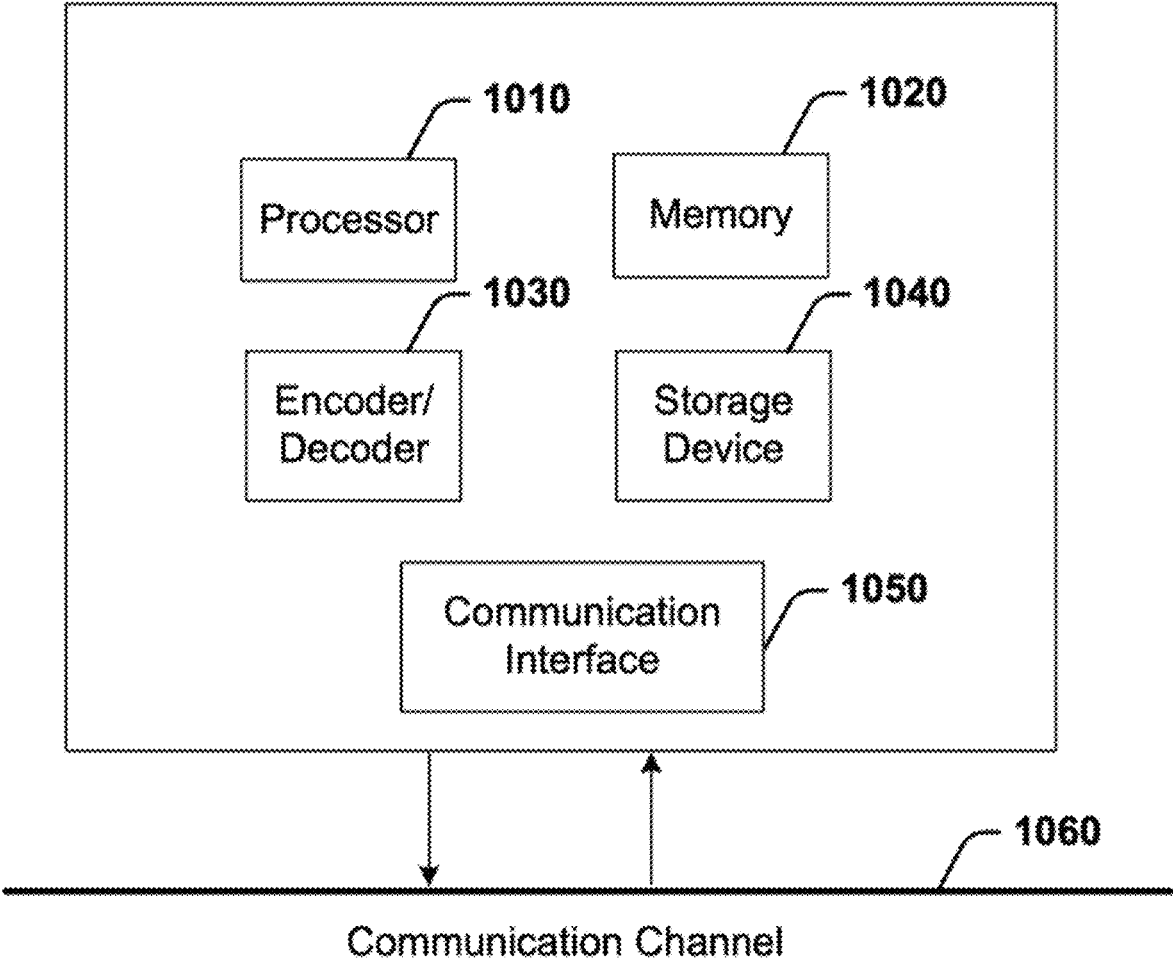 1010
1020
Processor
Memory
1030
1040
Encoder/
Decoder
Storage
Device
1050
Communication
Interface
1060
Communication Channel